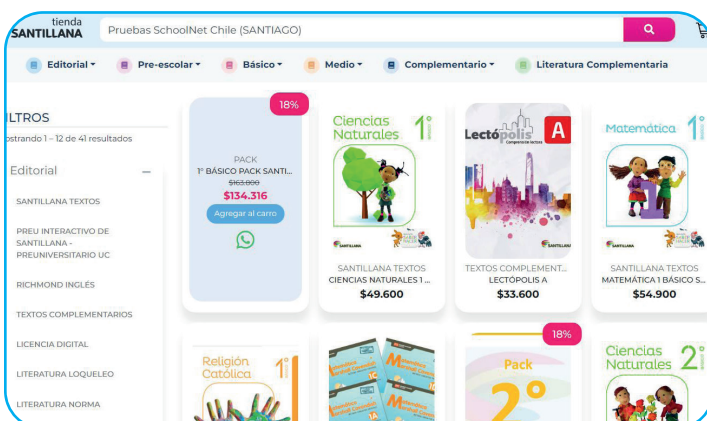 tienda
SANTILLANA
Pruebas SchoolNet Chile (SANTIAGO)
Editorial
Pre-escolar
Básico
Medio
Complementario
Literatura Complementaria
ILTROS
ostrando 1 – 12 de 41 resultados
Editorial
SANTILLANA TEXTOS
PREU INTERACTIVO DE
SANTILLANA -
PREUNIVERSITARIO UC
RICHMOND INGLÉS
TEXTOS COMPLEMENTARIOS
LICENCIA DIGITAL
LITERATURA LOQUELEO
LITERATURA NORMA
18%
PACK
1° BÁSICO PACK SANTI...
$163.800
$134.316
Agregar al carro
Ciencias
Naturales 1°
SANTILLANA
SANTILLANA TEXTOS
CIENCIAS NATURALES 1 ...
$49.600
Lectópolis A
Comprensión lectora
SANTILLANA
TEXTOS COMPLEMENT...
LECTÓPOLIS A
$33.600
Matemática 1°
SANTILLANA
SANTILLANA TEXTOS
MATEMÁTICA 1 BÁSICO S...
$54.900
Religión
Católica 1°
18%
Pack
2°
Ciencias
Naturales 2°